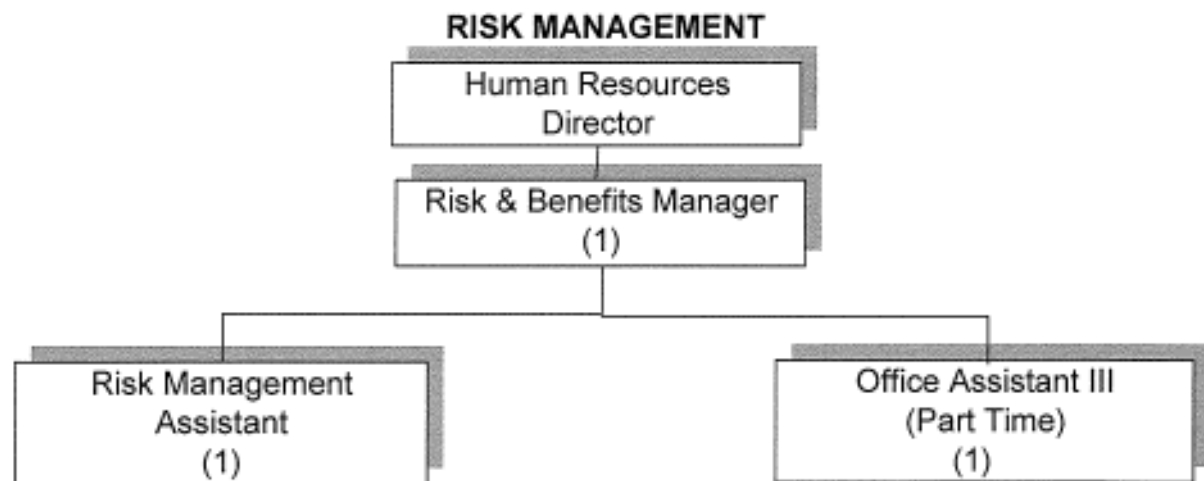 RISK MANAGEMENT
Human Resources
Director
Risk & Benefits Manager
(1)
Risk Management
Assistant
(1)
Office Assistant III
(Part Time)
(1)